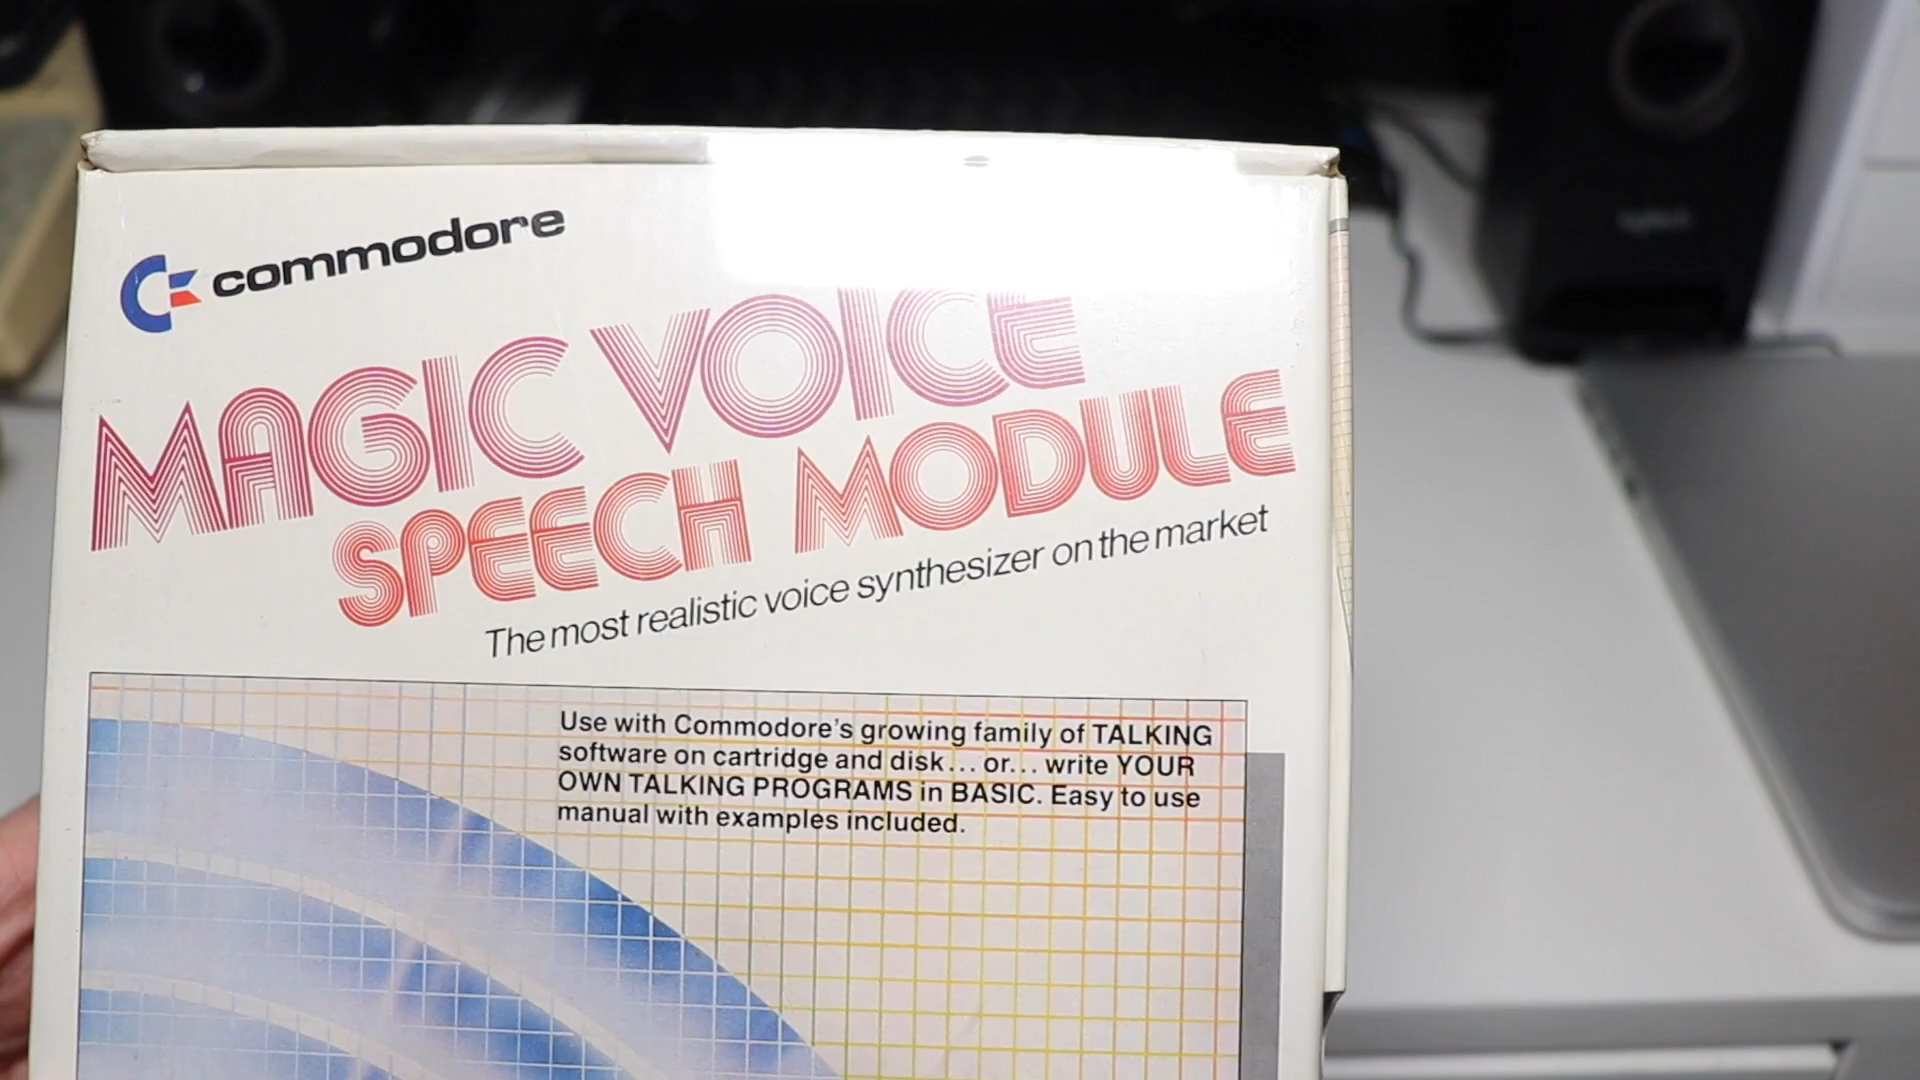 commodore
MAGIC VOICE
SPEECH MODULE
The most realistic voice synthesizer on the market
Use with Commodore's growing family of TALKING
software on cartridge and disk...or... write YOUR
OWN TALKING PROGRAMS in BASIC. Easy to use
manual with examples included.